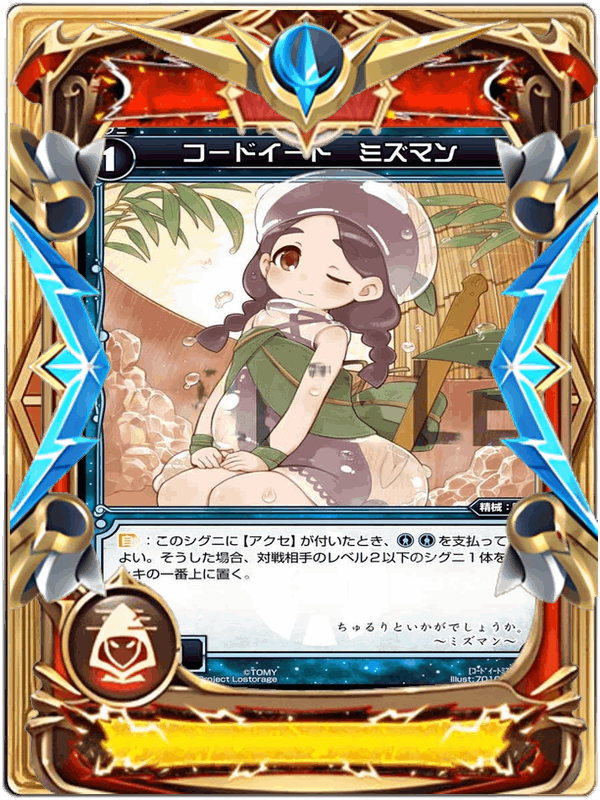 1
コードイート ミズマン
精械:
:このシグニに【アクセ】が付いたとき、を支払って
よい。そうした場合、対戦相手のレベル2以下のシグニ1体を
ッキの一番上に置く。
ちゅるりといかがでしょうか。
～ミズマン～
©TOMY
Project Lostorage
Illust:701